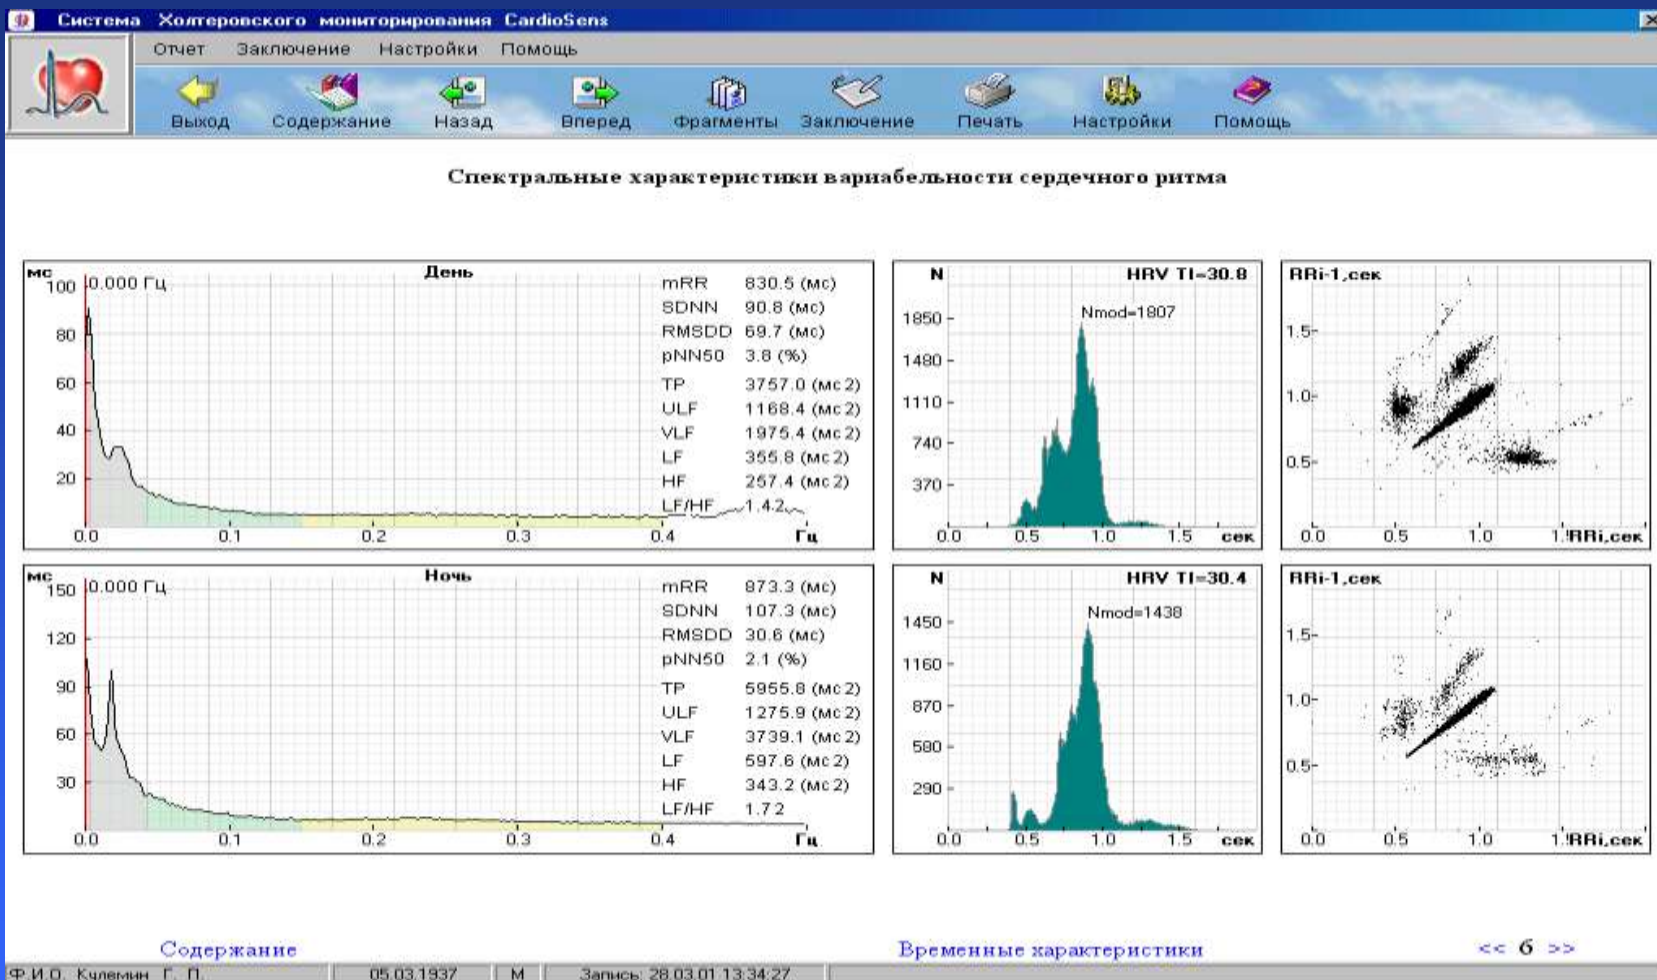 Система Холтеровского мониторирования CardioSens
Отчет Заключение Настройки Помощь
Выход Содержание Назад Вперед Фрагменты Заключение Печать Настройки Помощь
Спектральные характеристики вариабельности сердечного ритма
мс День
100 0.000 Гц
80
60
40
20
0.0 0.1 0.2 0.3 0.4 Гц
mRR 830.5 (мс)
SDNN 90.8 (мс)
RMSDD 69.7 (мс)
pNN50 3.8 (%)
TP 3757.0 (мс2)
ULF 1168.4 (мс2)
VLF 1975.4 (мс2)
LF 355.8 (мс2)
HF 257.4 (мс2)
LF/HF 1.42
N HRV TI=30.8
Nmod=1807
1850
1480
1110
740
370
0.0 0.5 1.0 1.5 сек
RRi-1,сек
1.5
1.0
0.5
0.0 0.5 1.0 RRi,сек
мс Ночь
150 0.000 Гц
120
90
60
30
0.0 0.1 0.2 0.3 0.4 Гц
mRR 873.3 (мс)
SDNN 107.3 (мс)
RMSDD 30.6 (мс)
pNN50 2.1 (%)
TP 5955.8 (мс2)
ULF 1275.9 (мс2)
VLF 3739.1 (мс2)
LF 597.6 (мс2)
HF 343.2 (мс2)
LF/HF 1.72
N HRV TI=30.4
Nmod=1438
1450
1160
870
580
290
0.0 0.5 1.0 1.5 сек
RRi-1,сек
1.5
1.0
0.5
0.0 0.5 1.0 RRi,сек
Содержание Временные характеристики << 6 >>
Ф.И.О. Кулемин Г. П. 05.03.1937 М Запись: 28.03.01 13:34:27